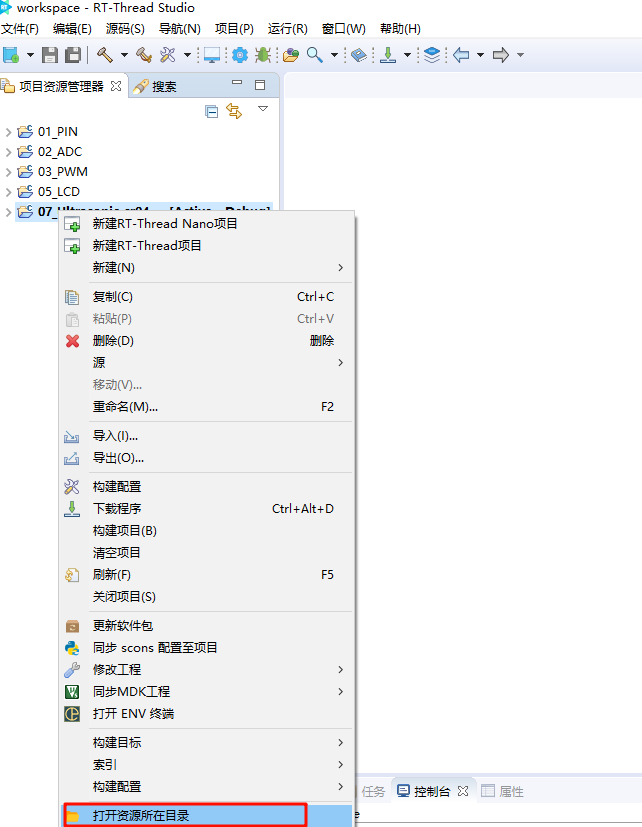 workspace - RT-Thread Studio
文件(F) 编辑(E) 源码(S) 导航(N) 项目(P) 运行(R) 窗口(W) 帮助(H)
项目资源管理器 搜索
01_PIN
02_ADC
03_PWM
05_LCD
07_Ultrasonic [Active - Debug]
新建RT-Thread Nano项目
新建RT-Thread项目
新建(N)
复制(C) Ctrl+C
粘贴(P) Ctrl+V
删除(D) 删除
源
移动(V)...
重命名(M)... F2
导入(I)...
导出(O)...
构建配置
下载程序 Ctrl+Alt+D
构建项目(B)
清空项目
刷新(F) F5
关闭项目(S)
更新软件包
同步 scons 配置至项目
修改工程
同步MDK工程
打开 ENV 终端
构建目标
索引
构建配置
任务 控制台 属性
打开资源所在目录